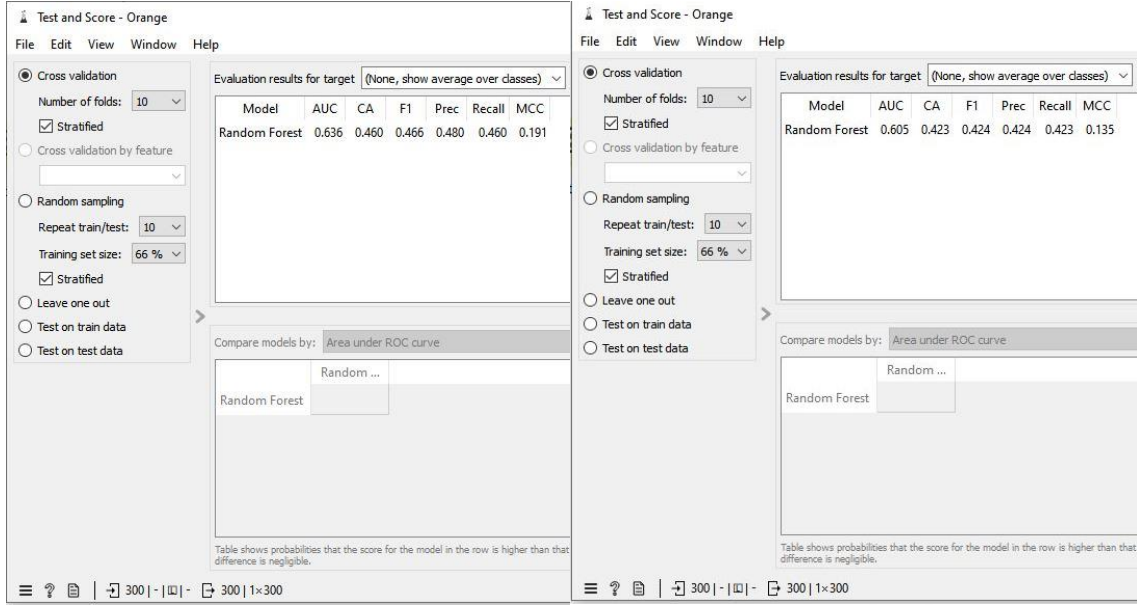 Test and Score - Orange
File Edit View Window Help
Cross validation
Number of folds: 10
Stratified
Cross validation by feature
Random sampling
Repeat train/test: 10
Training set size: 66 %
Stratified
Leave one out
Test on train data
Test on test data
Evaluation results for target (None, show average over classes)
Model AUC CA F1 Prec Recall MCC
Random Forest 0.636 0.460 0.466 0.480 0.460 0.191
Compare models by: Area under ROC curve
Random ...
Random Forest
Table shows probabilities that the score for the model in the row is higher than that
difference is negligible.
300 | - | - 300 | 1×300
Test and Score - Orange
File Edit View Window Help
Cross validation
Number of folds: 10
Stratified
Cross validation by feature
Random sampling
Repeat train/test: 10
Training set size: 66 %
Stratified
Leave one out
Test on train data
Test on test data
Evaluation results for target (None, show average over classes)
Model AUC CA F1 Prec Recall MCC
Random Forest 0.605 0.423 0.424 0.424 0.423 0.135
Compare models by: Area under ROC curve
Random ...
Random Forest
Table shows probabilities that the score for the model in the row is higher than that
difference is negligible.
300 | - | - 300 | 1×300